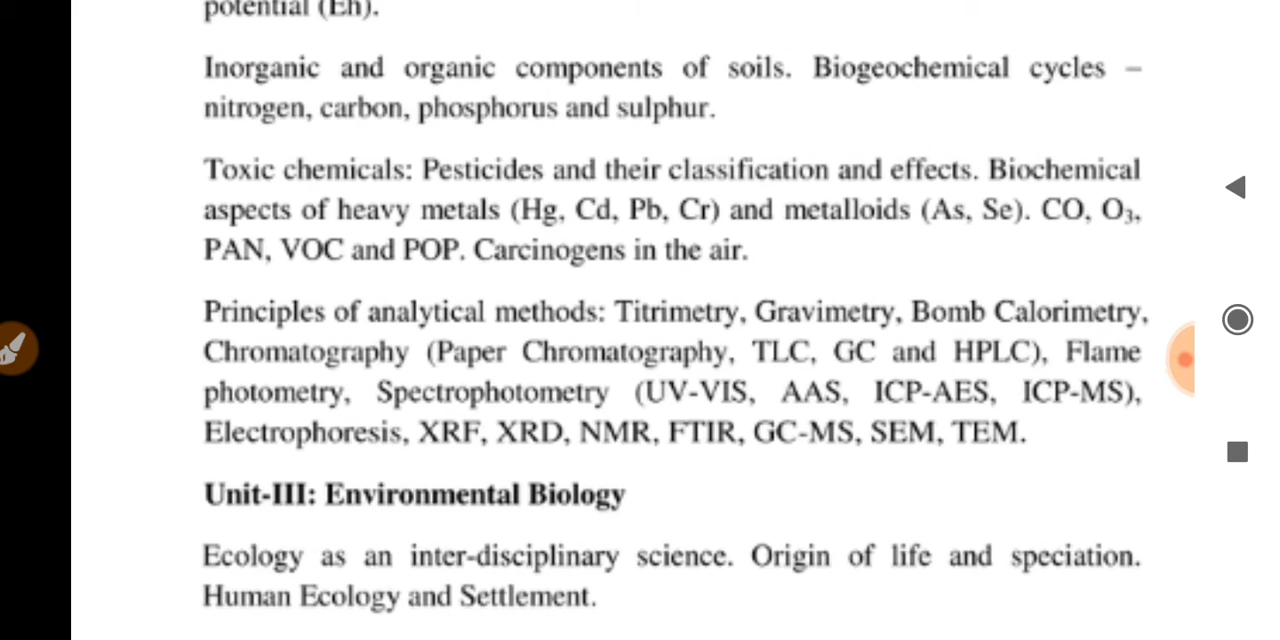 potential (Eh).
Inorganic and organic components of soils. Biogeochemical cycles –
nitrogen, carbon, phosphorus and sulphur.
Toxic chemicals: Pesticides and their classification and effects. Biochemical
aspects of heavy metals (Hg, Cd, Pb, Cr) and metalloids (As, Se). CO, O₃,
PAN, VOC and POP. Carcinogens in the air.
Principles of analytical methods: Titrimetry, Gravimetry, Bomb Calorimetry,
Chromatography (Paper Chromatography, TLC, GC and HPLC), Flame
photometry, Spectrophotometry (UV-VIS, AAS, ICP-AES, ICP-MS),
Electrophoresis, XRF, XRD, NMR, FTIR, GC-MS, SEM, TEM.
Unit-III: Environmental Biology
Ecology as an inter-disciplinary science. Origin of life and speciation.
Human Ecology and Settlement.